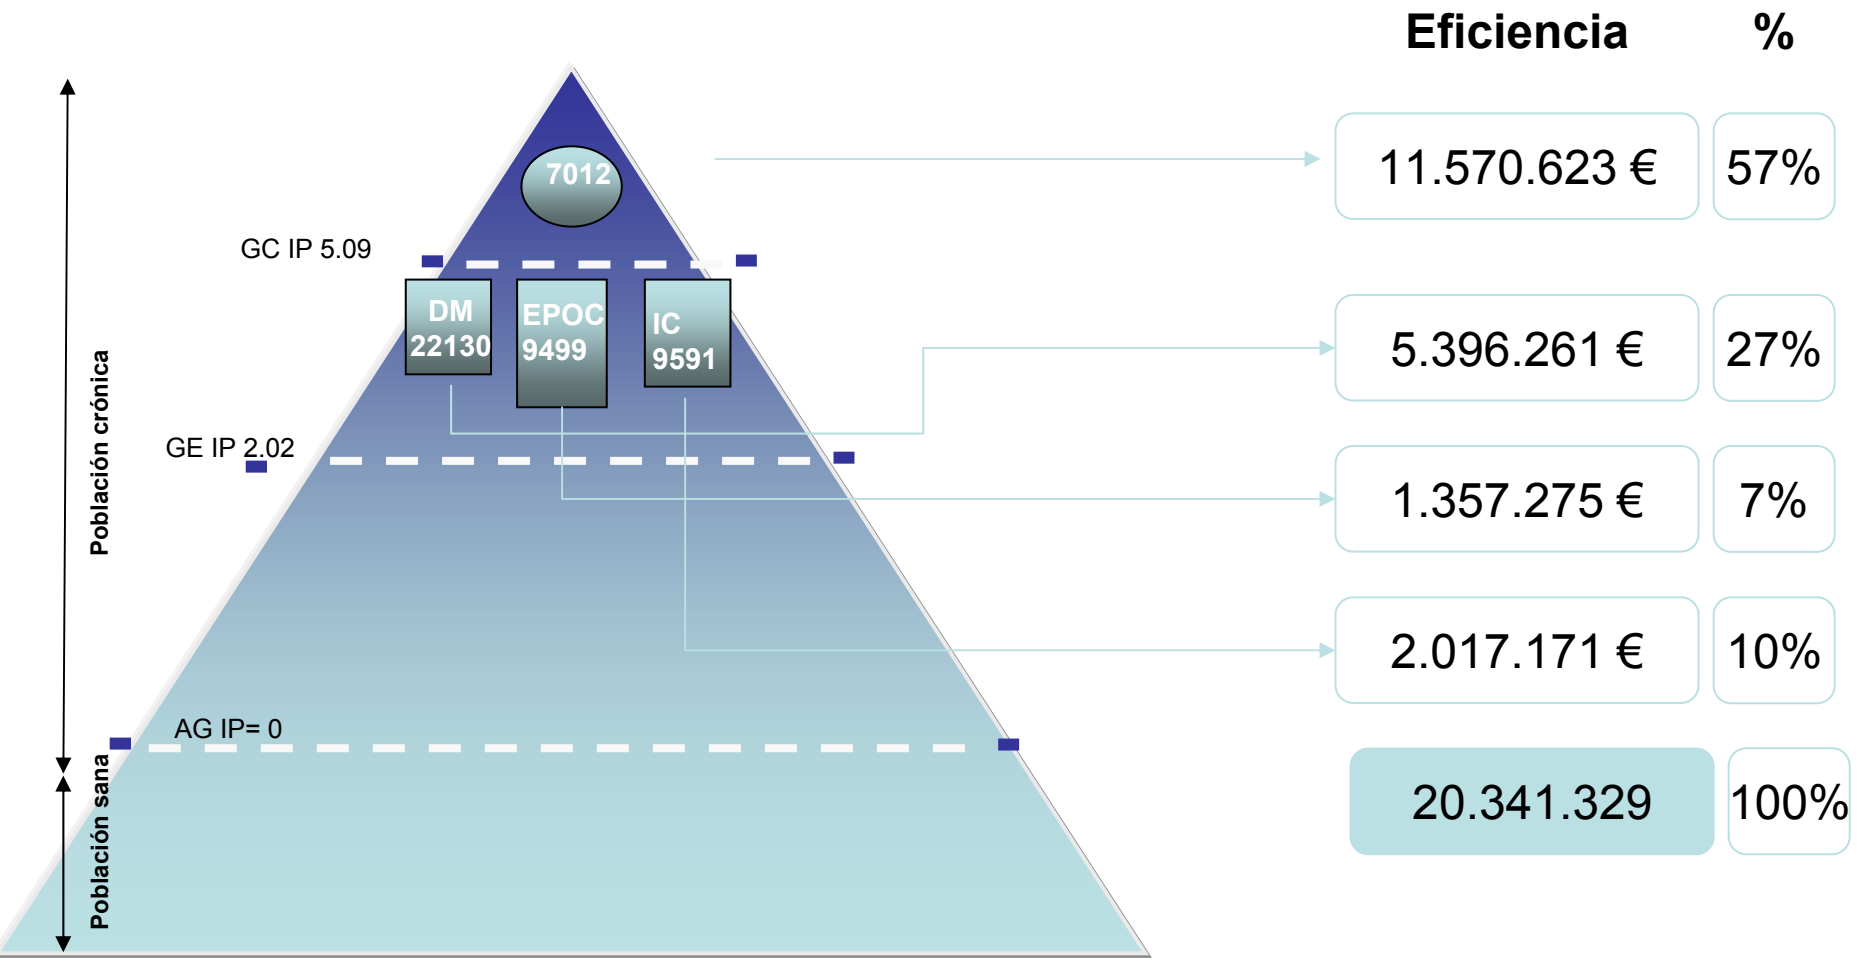 Eficiencia %
7012
11.570.623 € 57%
GC IP 5.09
DM
22130
EPOC
9499
IC
9591
5.396.261 € 27%
Población crónica
GE IP 2.02
1.357.275 € 7%
2.017.171 € 10%
AG IP= 0
Población sana
20.341.329 100%